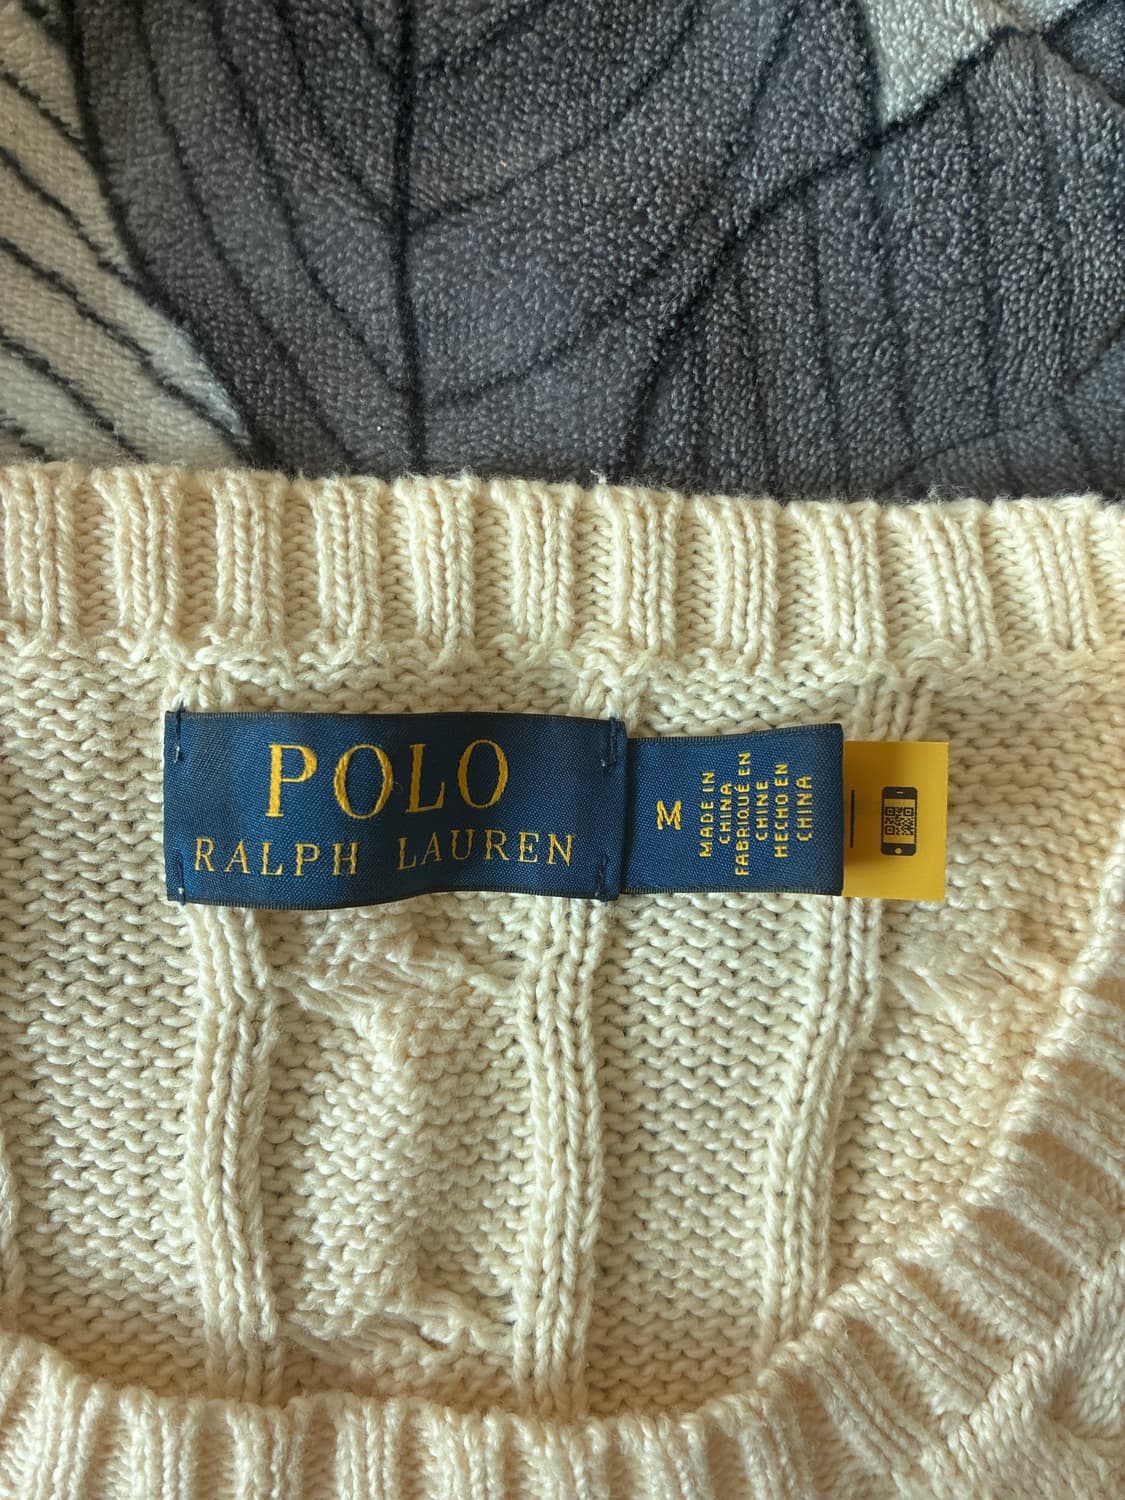 POLO
RALPH LAUREN
M
MADE IN
CHINA
FABRIQUÉ EN
CHINE
HECHO EN
CHINA